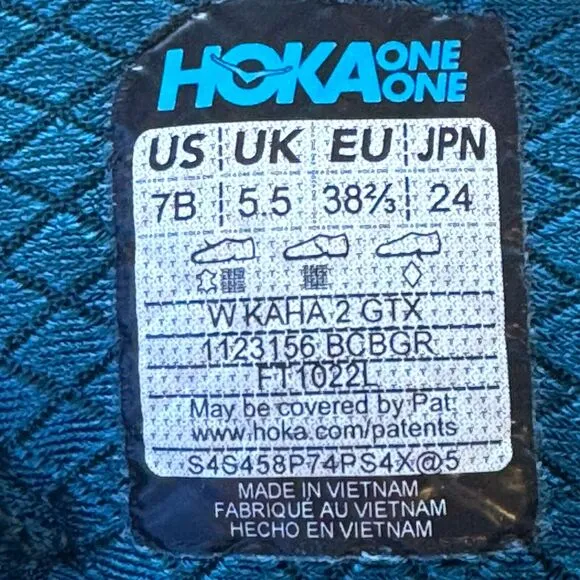 HOKA ONE ONE
US UK EU JPN
7B 5.5 38⅔ 24
W KAHA 2 GTX
1123156 BCBGR
FT1022L
May be covered by Pat.
www.hoka.com/patents
S4S458P74PS4X@5
MADE IN VIETNAM
FABRIQUÉ AU VIETNAM
HECHO EN VIETNAM